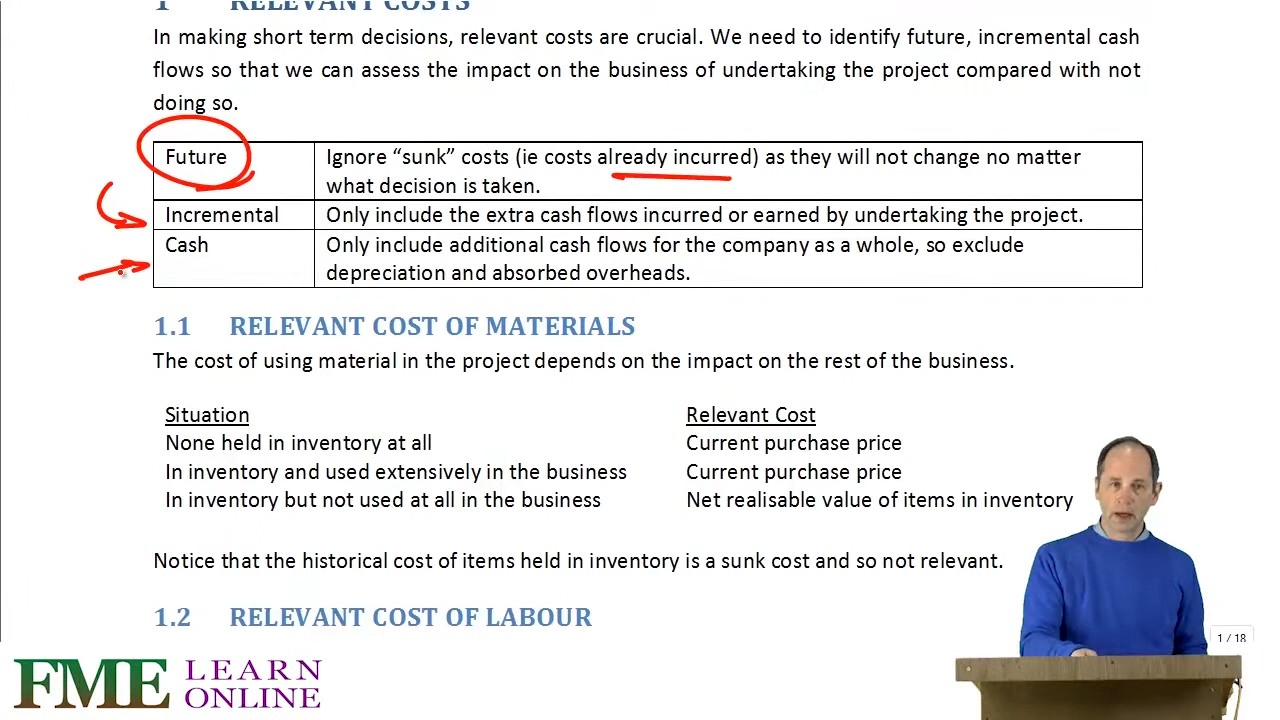 1 RELEVANT COSTS
In making short term decisions, relevant costs are crucial. We need to identify future, incremental cash
flows so that we can assess the impact on the business of undertaking the project compared with not
doing so.
Future Ignore “sunk” costs (ie costs already incurred) as they will not change no matter
what decision is taken.
Incremental Only include the extra cash flows incurred or earned by undertaking the project.
Cash Only include additional cash flows for the company as a whole, so exclude
depreciation and absorbed overheads.
1.1 RELEVANT COST OF MATERIALS
The cost of using material in the project depends on the impact on the rest of the business.
Situation Relevant Cost
None held in inventory at all Current purchase price
In inventory and used extensively in the business Current purchase price
In inventory but not used at all in the business Net realisable value of items in inventory
Notice that the historical cost of items held in inventory is a sunk cost and so not relevant.
1.2 RELEVANT COST OF LABOUR
1 / 18
FME LEARN
ONLINE